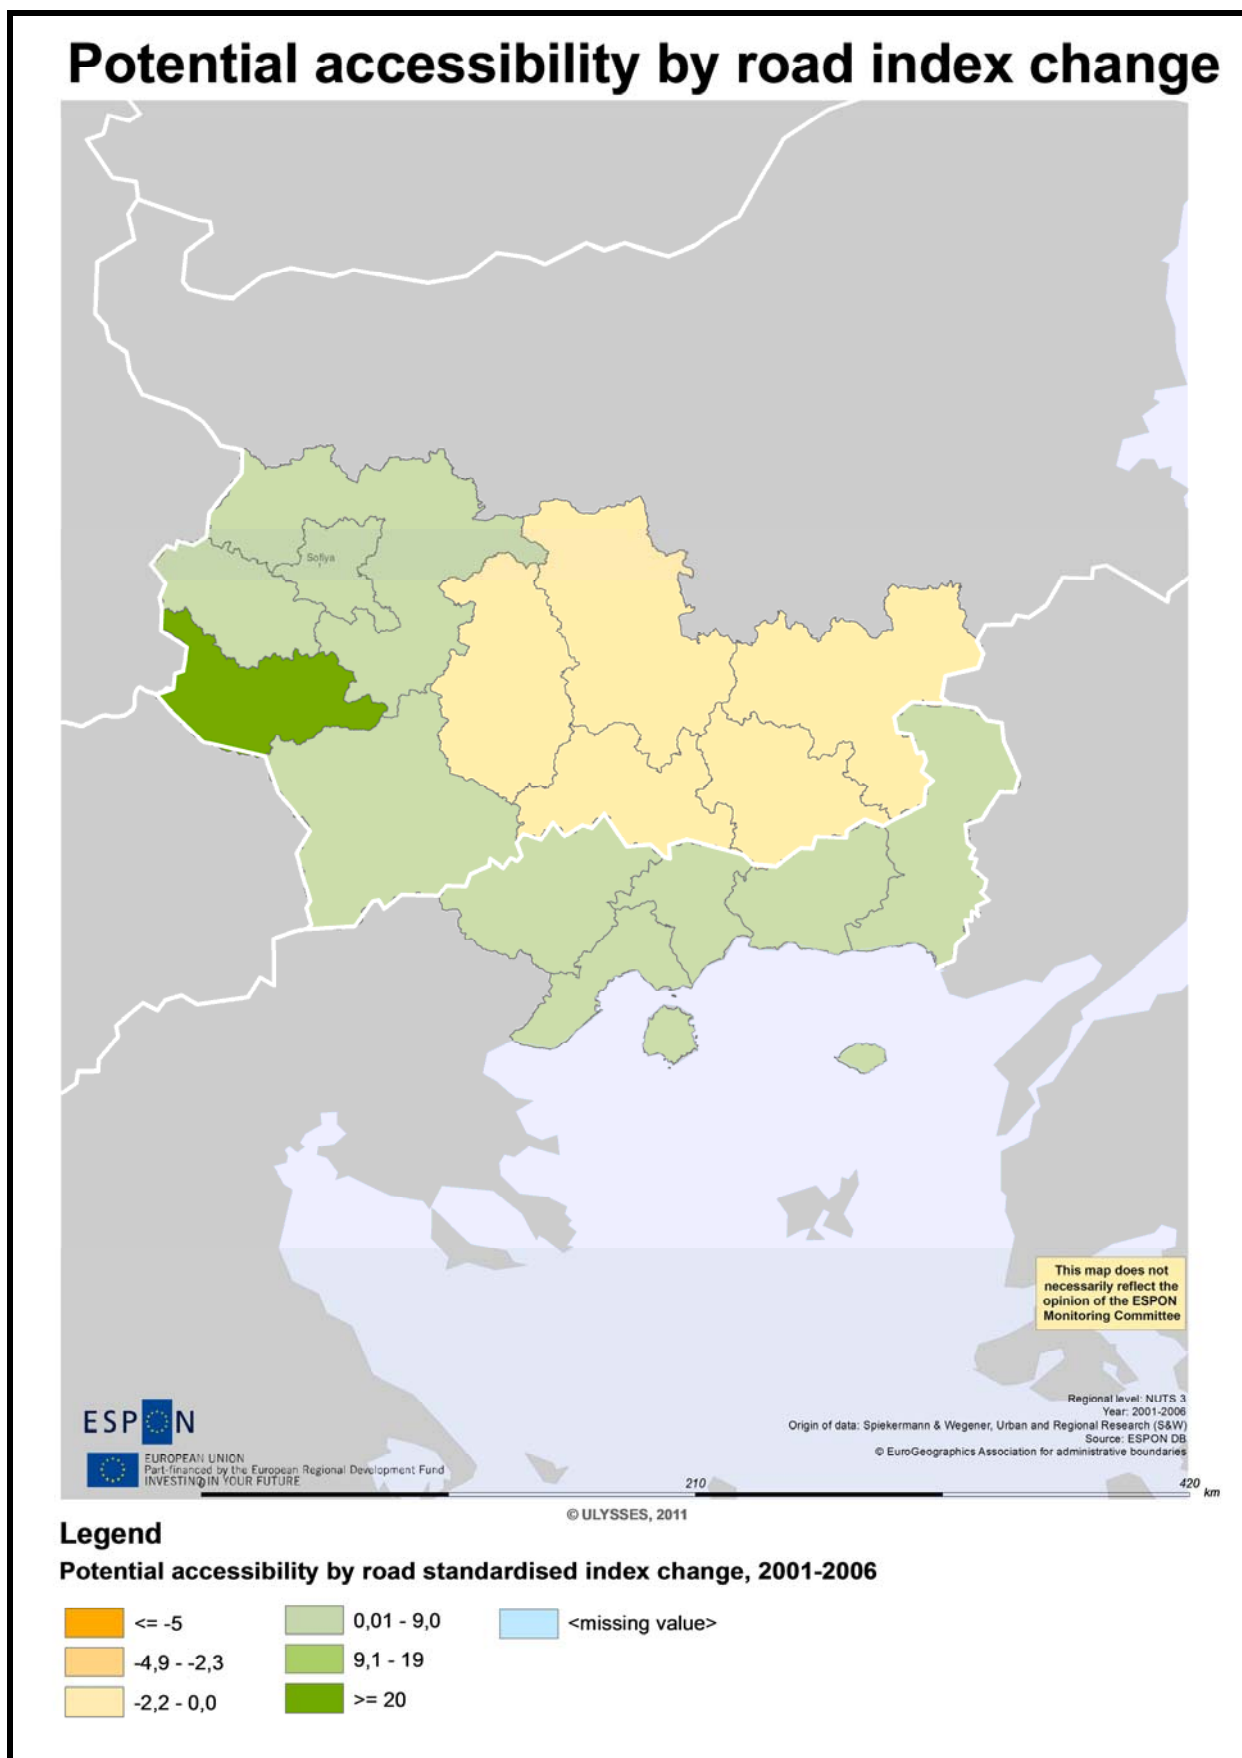 Potential accessibility by road index change
Sofiya
This map does not
necessarily reflect the
opinion of the ESPON
Monitoring Committee
Regional level: NUTS 3
Year: 2001-2006
Origin of data: Spiekermann & Wegener, Urban and Regional Research (S&W)
Source: ESPON DB
© EuroGeographics Association for administrative boundaries
ESPON
EUROPEAN UNION
Part-financed by the European Regional Development Fund
INVESTING IN YOUR FUTURE
0 210 420 km
© ULYSSES, 2011
Legend
Potential accessibility by road standardised index change, 2001-2006
<= -5
-4,9 - -2,3
-2,2 - 0,0
0,01 - 9,0
9,1 - 19
>= 20
<missing value>